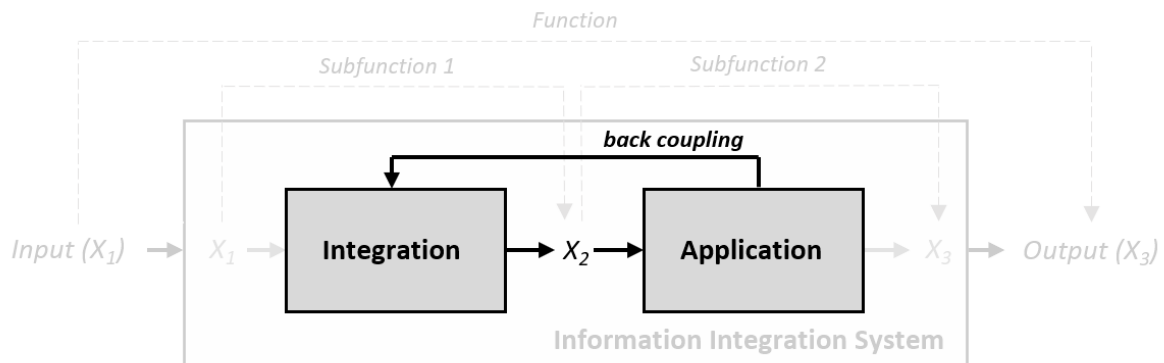 Function
Subfunction 1
Subfunction 2
back coupling
Input (X1)
X1
Integration
X2
Application
X3
Output (X3)
Information Integration System